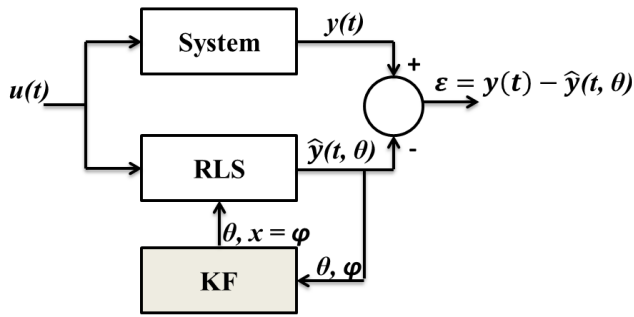 y(t)
System
+
u(t)
ε = y(t) − ŷ(t, θ)
ŷ(t, θ)
-
RLS
θ, x = φ
θ, φ
KF